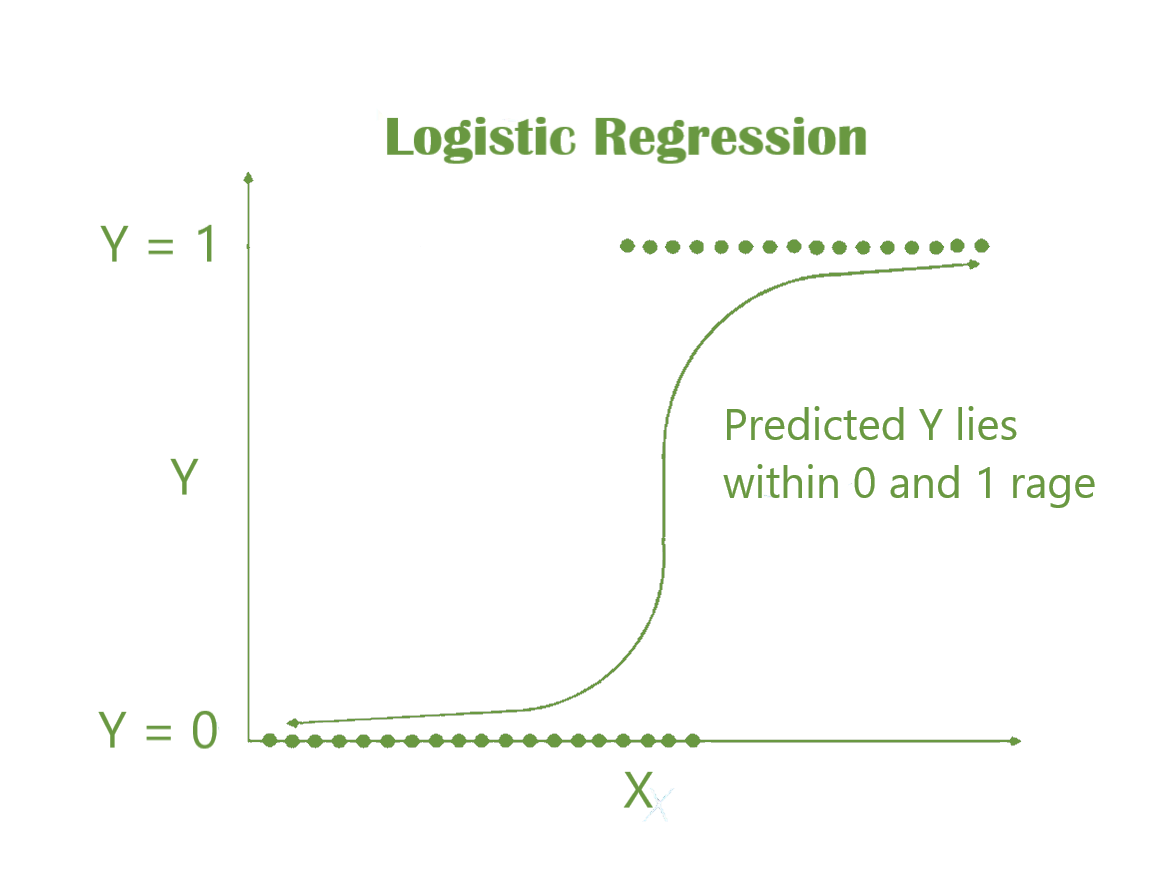 Logistic Regression
Y = 1
Predicted Y lies
within 0 and 1 rage
Y
Y = 0
X